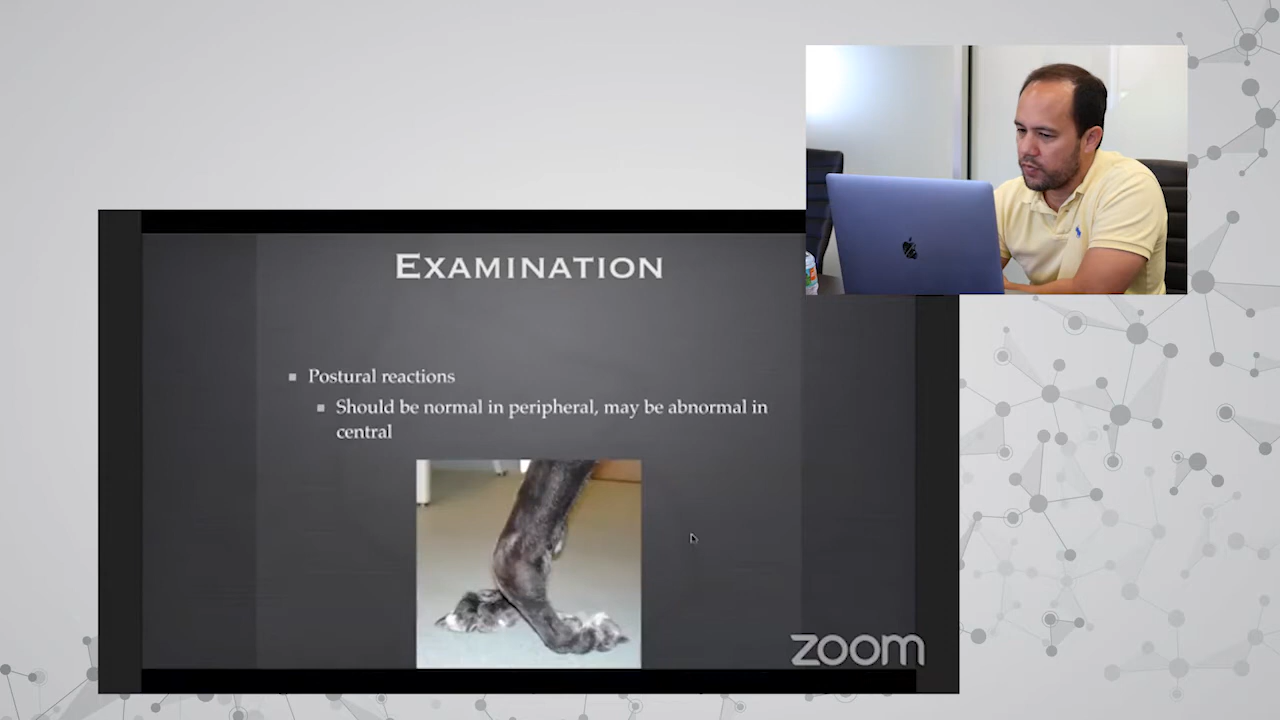 EXAMINATION
Postural reactions
Should be normal in peripheral, may be abnormal in
central
zoom